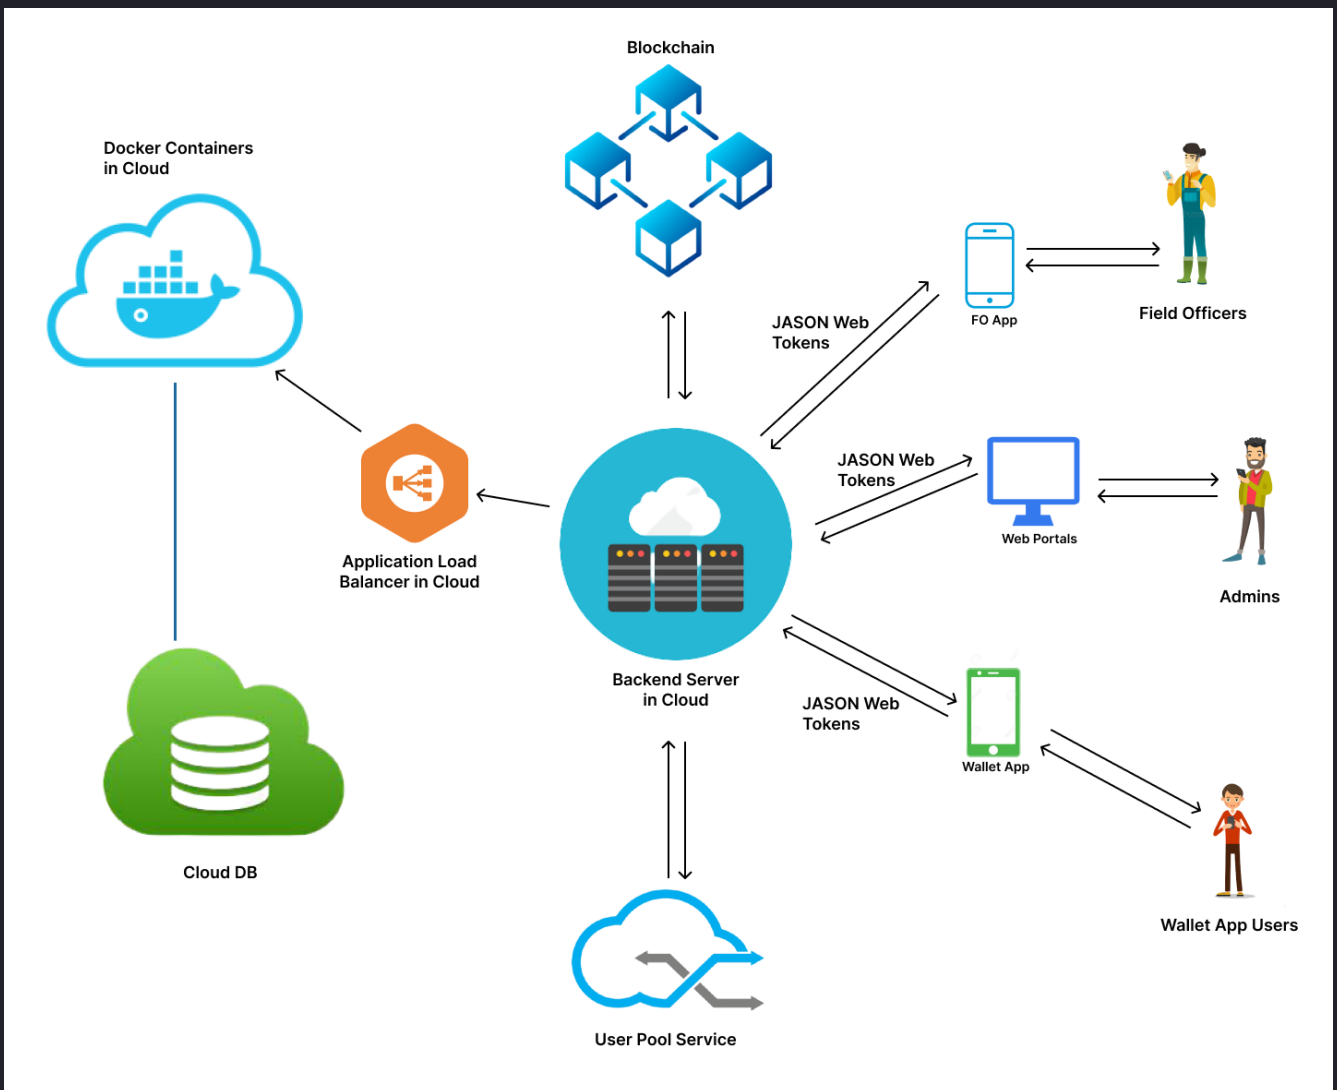 Blockchain
Docker Containers
in Cloud
JASON Web
Tokens
FO App
Field Officers
JASON Web
Tokens
Web Portals
Application Load
Balancer in Cloud
Admins
Backend Server
in Cloud
JASON Web
Tokens
Wallet App
Cloud DB
Wallet App Users
User Pool Service